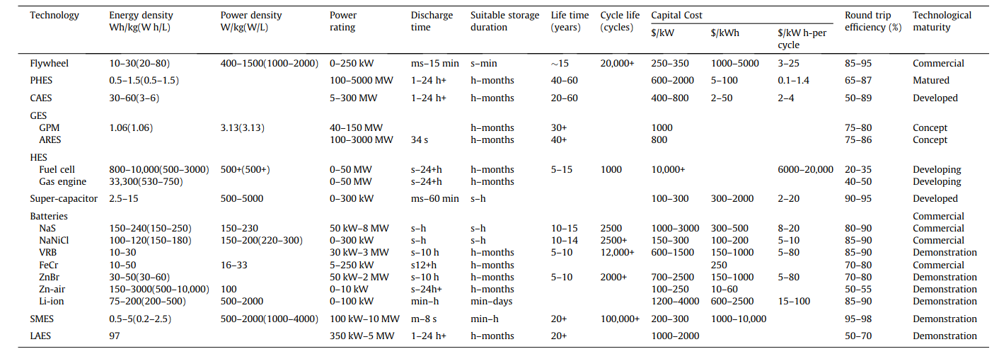 Technology Energy density Power density Power Discharge Suitable storage Life time Cycle life Capital Cost Round trip Technological
Wh/kg(W h/L) W/kg(W/L) rating time duration (years) (cycles) $/kW $/kWh $/kW h-per efficiency (%) maturity
cycle
Flywheel 10–30(20–80) 400–1500(1000–2000) 0–250 kW ms–15 min s–min ∼15 20,000+ 250–350 1000–5000 3–25 85–95 Commercial
PHES 0.5–1.5(0.5–1.5) 100–5000 MW 1–24 h+ h–months 40–60 600–2000 5–100 0.1–1.4 65–87 Matured
CAES 30–60(3–6) 5–300 MW 1–24 h+ h–months 20–60 400–800 2–50 2–4 50–89 Developed
GES
GPM 1.06(1.06) 3.13(3.13) 40–150 MW h–months 30+ 1000 75–80 Concept
ARES 100–3000 MW 34 s h–months 40+ 800 75–86 Concept
HES
Fuel cell 800–10,000(500–3000) 500+(500+) 0–50 MW s–24+h h–months 5–15 1000 10,000+ 6000–20,000 20–35 Developing
Gas engine 33,300(530–750) 0–50 MW s–24+h h–months 40–50 Developing
Super-capacitor 2.5–15 500–5000 0–300 kW ms–60 min s–h 100–300 300–2000 2–20 90–95 Developed
Batteries Commercial
NaS 150–240(150–250) 150–230 50 kW–8 MW s–h s–h 10–15 2500 1000–3000 300–500 8–20 80–90 Commercial
NaNiCl 100–120(150–180) 150–200(220–300) 0–300 kW s–h s–h 10–14 2500+ 150–300 100–200 5–10 85–90 Commercial
VRB 10–30 30 kW–3 MW s–10 h h–months 5–10 12,000+ 600–1500 150–1000 5–80 85–90 Demonstration
FeCr 10–50 16–33 5–250 kW s12+h h–months 250 70–80 Commercial
ZnBr 30–50(30–60) 50 kW–2 MW s–10 h h–months 5–10 2000+ 700–2500 150–1000 5–80 70–80 Demonstration
Zn-air 150–3000(500–10,000) 100 0–10 kW s–24h+ h–months 100–250 10–60 50–55 Demonstration
Li-ion 75–200(200–500) 500–2000 0–100 kW min–h min–days 1200–4000 600–2500 15–100 85–90 Demonstration
SMES 0.5–5(0.2–2.5) 500–2000(1000–4000) 100 kW–10 MW m–8 s min–h 20+ 100,000+ 200–300 1000–10,000 95–98 Demonstration
LAES 97 350 kW–5 MW 1–24 h+ h–months 20+ 1000–2000 50–70 Demonstration